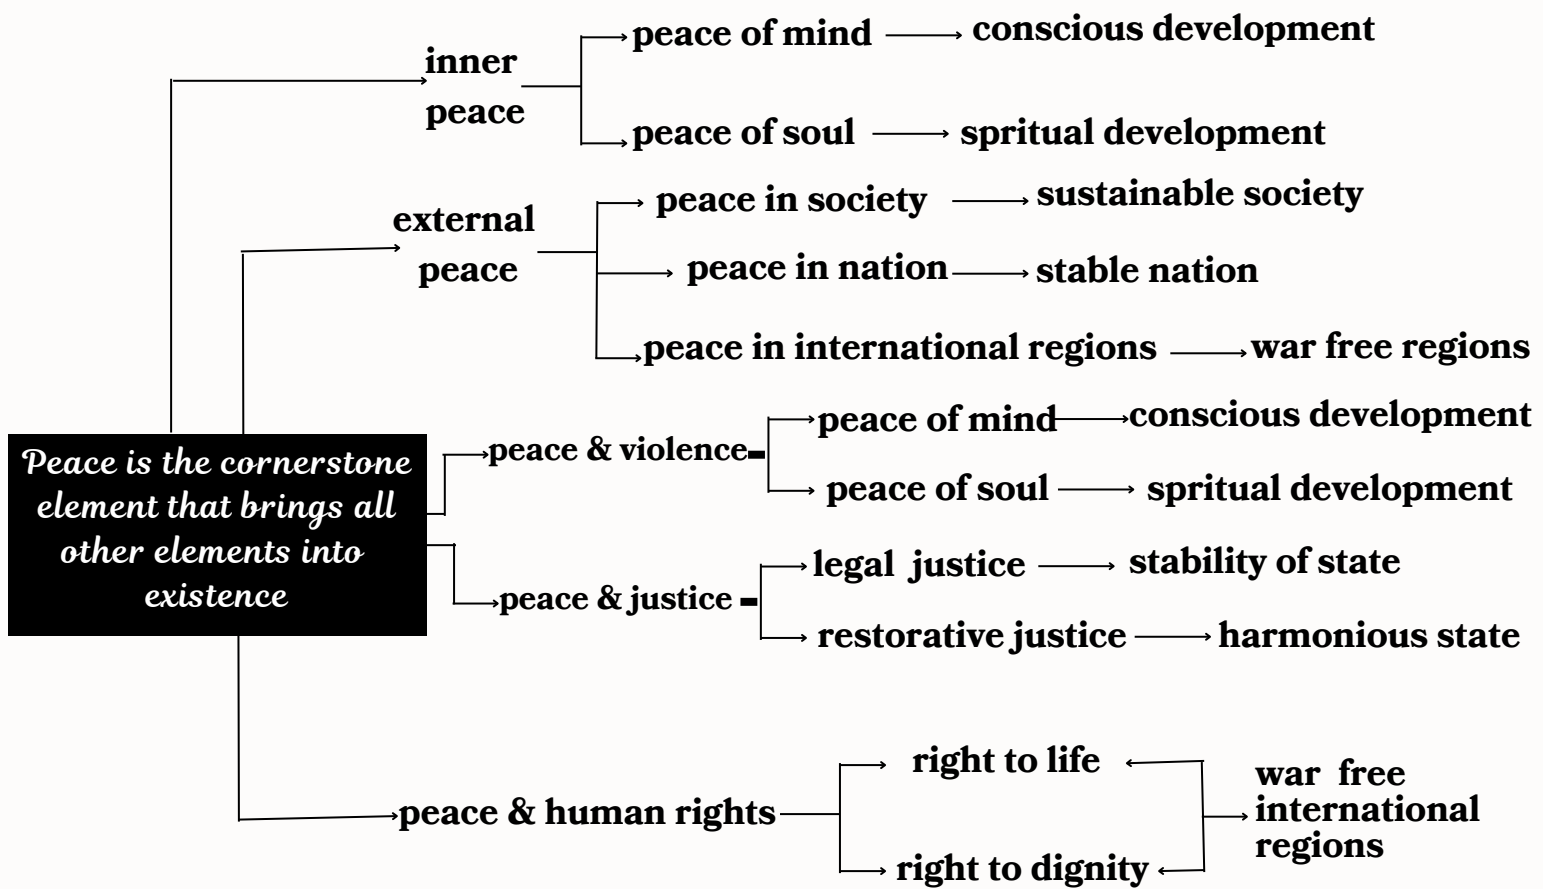 inner
peace
peace of mind
conscious development
peace of soul
spritual development
external
peace
peace in society
sustainable society
peace in nation
stable nation
peace in international regions
war free regions
Peace is the cornerstone
element that brings all
other elements into
existence
peace & violence-
peace of mind
conscious development
peace of soul
spritual development
peace & justice -
legal justice
stability of state
restorative justice
harmonious state
peace & human rights
right to life
right to dignity
war free
international
regions